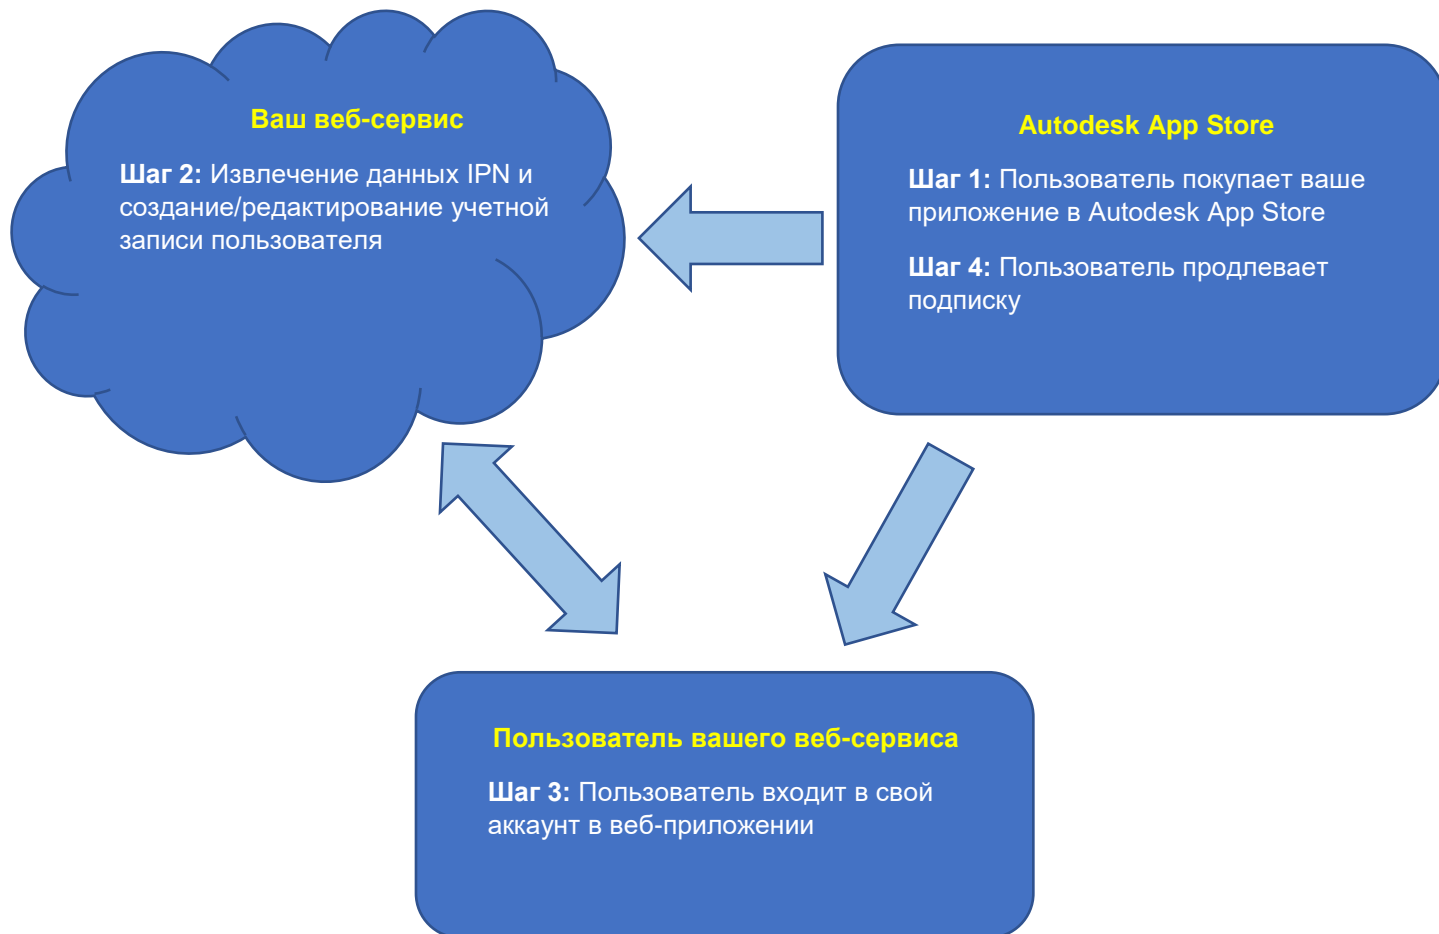 Ваш веб-сервис
Шаг 2: Извлечение данных IPN и
создание/редактирование учетной
записи пользователя
Autodesk App Store
Шаг 1: Пользователь покупает ваше
приложение в Autodesk App Store
Шаг 4: Пользователь продлевает
подписку
Пользователь вашего веб-сервиса
Шаг 3: Пользователь входит в свой
аккаунт в веб-приложении